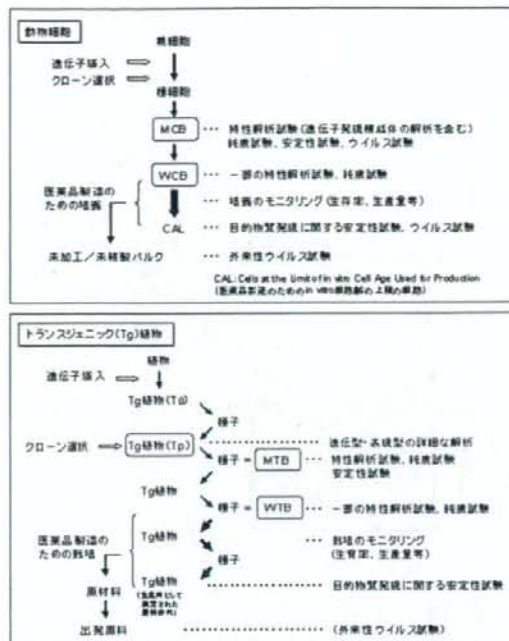 動物細胞
親細胞
遺伝子導入
クローン選択
種細胞
MCB … 特性解析試験(遺伝子発現構成体の解析を含む)
純度試験、安定性試験、ウイルス試験
WCB … 一部の特性解析試験、純度試験
医薬品製造の
ための培養
… 培養のモニタリング(生存率、生産量等)
CAL … 目的物質発現に関する安定性試験、ウイルス試験
未加工/未精製バルク … 外来性ウイルス試験
CAL: Cells at the Limit of in vitro Cell Age Used for Production
(医薬品製造のためのin vitro細胞齢の上限の細胞)
トランスジェニック(Tg)植物
植物
遺伝子導入
Tg植物(T0)
種子
クローン選択
Tg植物(Tp)
遺伝型・表現型の詳細な解析
種子 = MTB … 特性解析試験、純度試験
安定性試験
Tg植物
種子 = WTB … 一部の特性解析試験、純度試験
医薬品製造の
ための栽培
Tg植物
… 栽培のモニタリング
(生育率、生産量等)
種子
Tg植物 目的物質発現に関する安定性試験
原材料
出発原料 (外来性ウイルス試験)